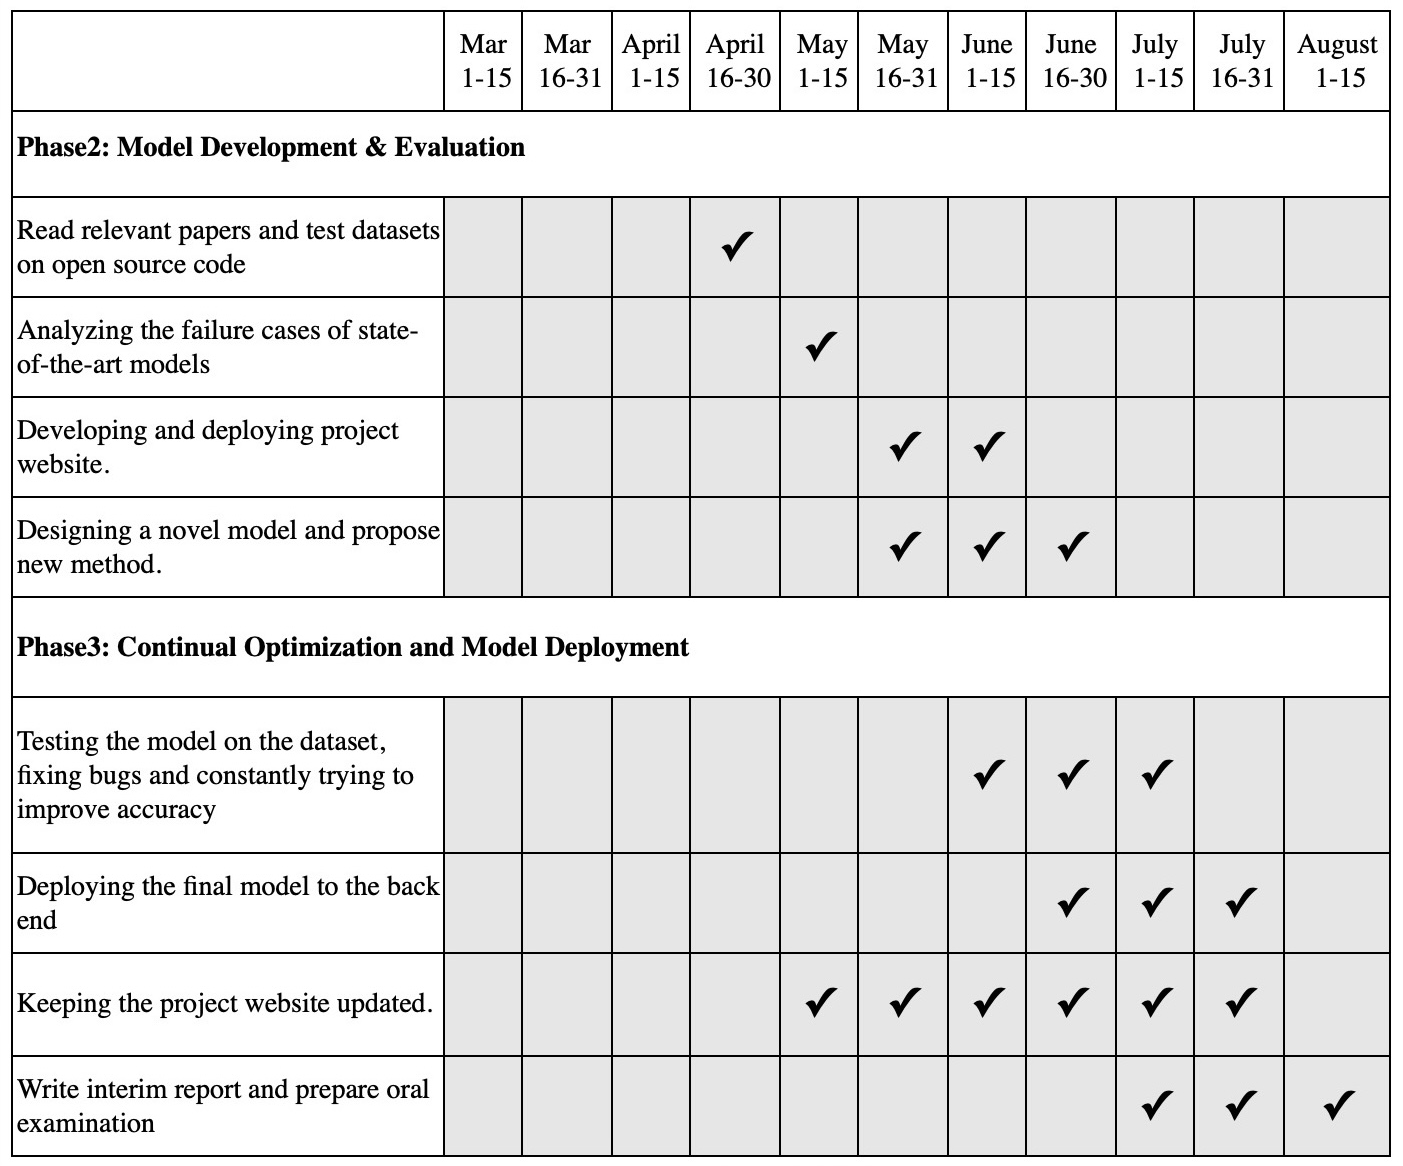 Mar Mar April April May May June June July July August
1-15 16-31 1-15 16-30 1-15 16-31 1-15 16-30 1-15 16-31 1-15
Phase2: Model Development & Evaluation
Read relevant papers and test datasets
on open source code
✓
Analyzing the failure cases of state-
of-the-art models
✓
Developing and deploying project
website.
✓ ✓
Designing a novel model and propose
new method.
✓ ✓ ✓
Phase3: Continual Optimization and Model Deployment
Testing the model on the dataset,
fixing bugs and constantly trying to
improve accuracy
✓ ✓ ✓
Deploying the final model to the back
end
✓ ✓ ✓
Keeping the project website updated.
✓ ✓ ✓ ✓ ✓ ✓
Write interim report and prepare oral
examination
✓ ✓ ✓